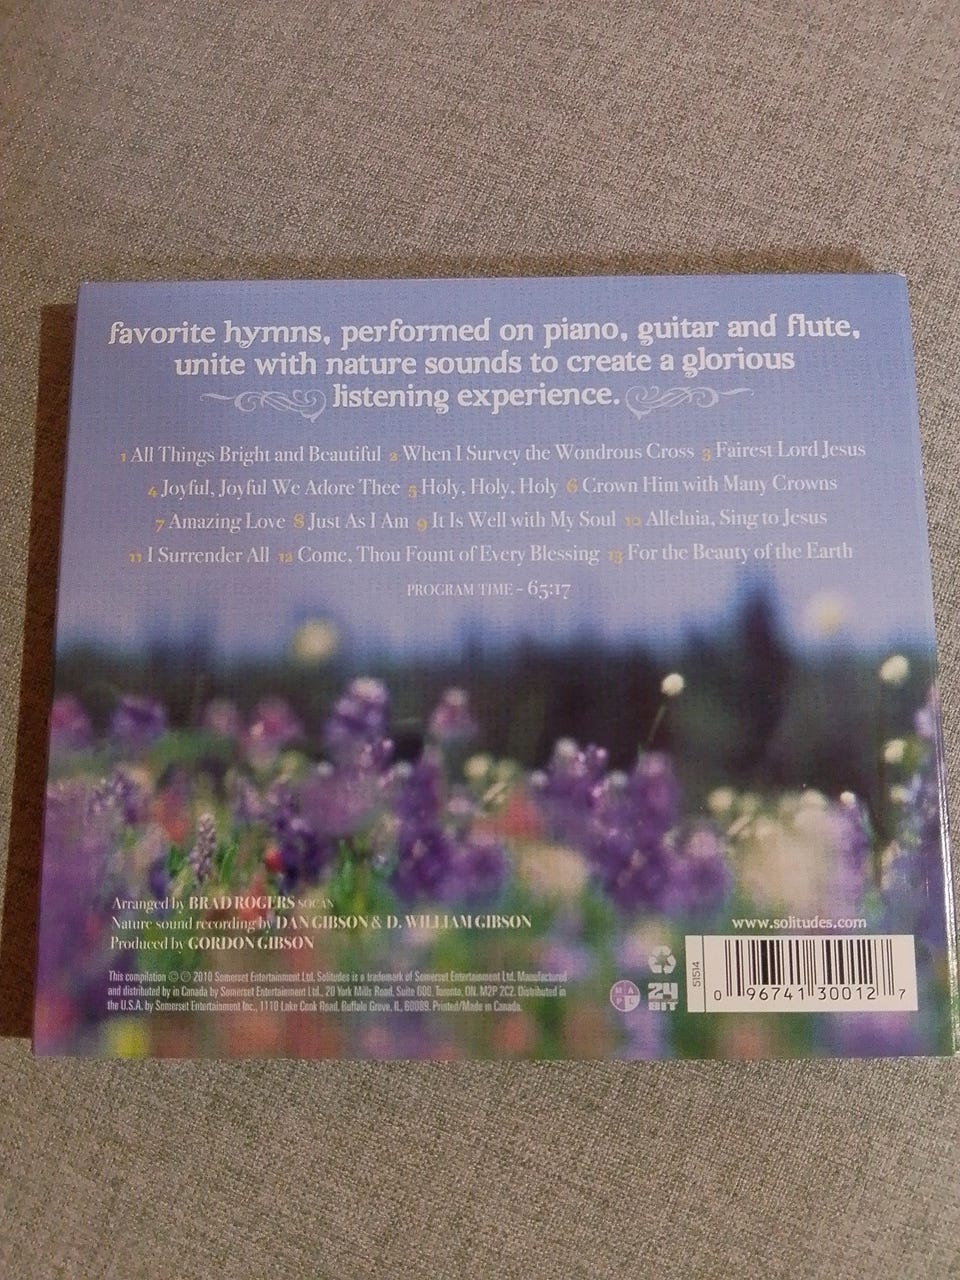 favorite hymns, performed on piano, guitar and flute,
unite with nature sounds to create a glorious
listening experience.
1 All Things Bright and Beautiful 2 When I Survey the Wondrous Cross 3 Fairest Lord Jesus
4 Joyful, Joyful We Adore Thee 5 Holy, Holy, Holy 6 Crown Him with Many Crowns
7 Amazing Love 8 Just As I Am 9 It Is Well with My Soul 10 Alleluia, Sing to Jesus
11 I Surrender All 12 Come, Thou Fount of Every Blessing 13 For the Beauty of the Earth
PROGRAM TIME - 65:17
Arranged by BRAD ROGERS SOCAN
Nature sound recording by DAN GIBSON & D. WILLIAM GIBSON
Produced by GORDON GIBSON
www.solitudes.com
This compilation © ℗ 2010 Somerset Entertainment Ltd. Solitudes is a trademark of Somerset Entertainment Ltd. Manufactured
and distributed in Canada by Somerset Entertainment Ltd., 20 York Mills Road, Suite 600, Toronto, ON, M2P 2C2. Distributed in
the U.S.A. by Somerset Entertainment Inc., 1110 Lake Cook Road, Buffalo Grove, IL, 60089. Printed/Made in Canada.
M A P L
24 BIT
51514
0 96741 30012 7